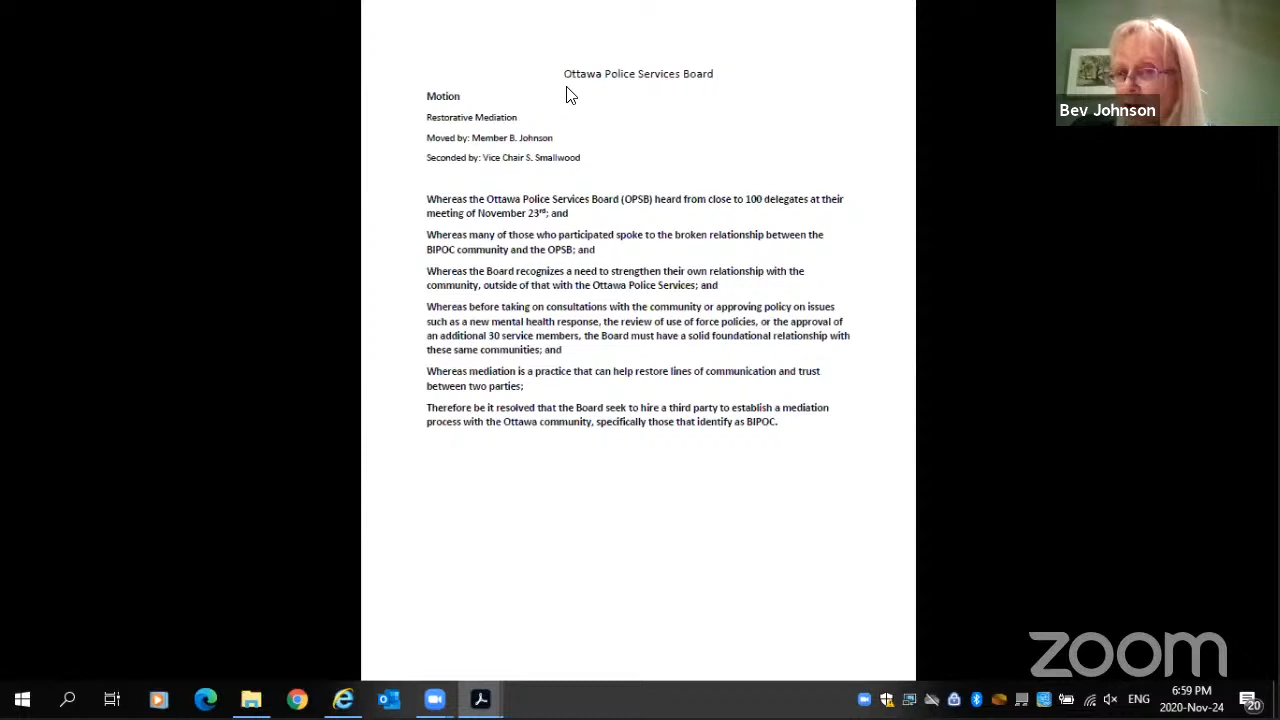 Ottawa Police Services Board
Motion
Restorative Mediation
Moved by: Member B. Johnson
Seconded by: Vice Chair S. Smallwood
Whereas the Ottawa Police Services Board (OPSB) heard from close to 100 delegates at their
meeting of November 23rd; and
Whereas many of those who participated spoke to the broken relationship between the
BIPOC community and the OPSB; and
Whereas the Board recognizes a need to strengthen their own relationship with the
community, outside of that with the Ottawa Police Services; and
Whereas before taking on consultations with the community or approving policy on issues
such as a new mental health response, the review of use of force policies, or the approval of
an additional 30 service members, the Board must have a solid foundational relationship with
these same communities; and
Whereas mediation is a practice that can help restore lines of communication and trust
between two parties;
Therefore be it resolved that the Board seek to hire a third party to establish a mediation
process with the Ottawa community, specifically those that identify as BIPOC.
Bev Johnson
zoom
ENG
6:59 PM
2020-Nov-24
20